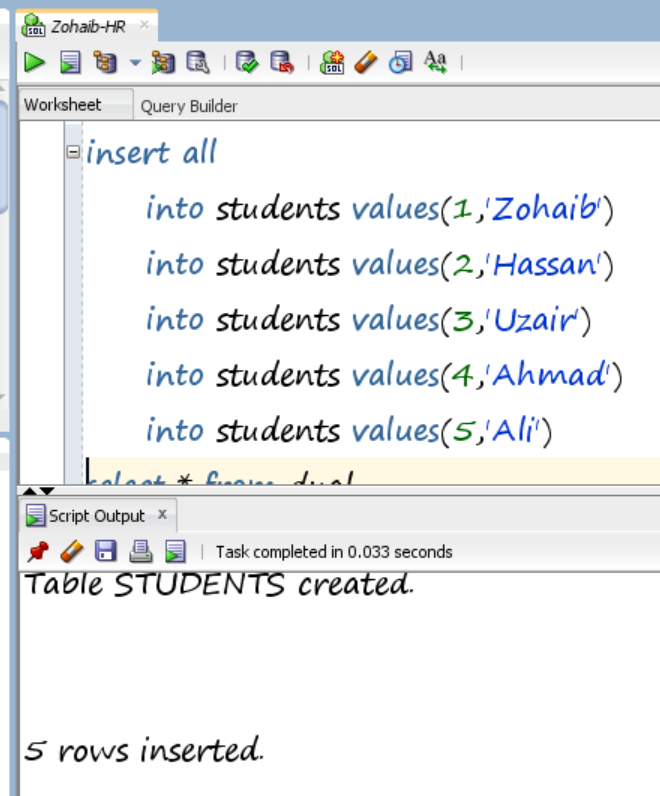 Zohaib-HR
Worksheet Query Builder
insert all
into students values(1,'Zohaib')
into students values(2,'Hassan')
into students values(3,'Uzair')
into students values(4,'Ahmad')
into students values(5,'Ali')
select * from dual
Script Output x
Task completed in 0.033 seconds
Table STUDENTS created.
5 rows inserted.